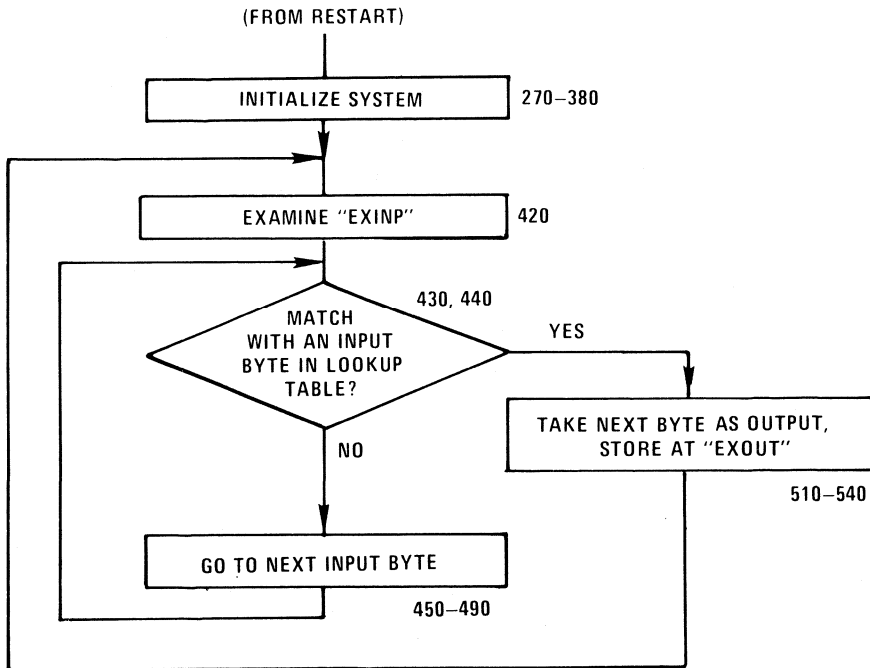 (FROM RESTART)
INITIALIZE SYSTEM
270–380
EXAMINE "EXINP"
420
430, 440
MATCH
WITH AN INPUT
BYTE IN LOOKUP
TABLE?
YES
NO
TAKE NEXT BYTE AS OUTPUT,
STORE AT "EXOUT"
510–540
GO TO NEXT INPUT BYTE
450–490